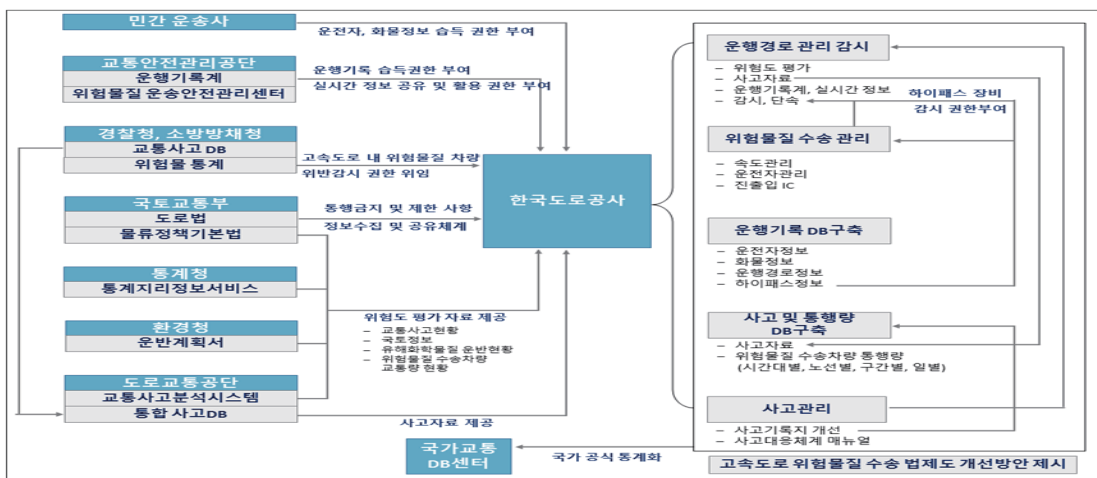 민간 운송사
운전자, 화물정보 습득 권한 부여
교통안전관리공단
운행기록계
위험물질 운송안전관리센터
운행기록 습득권한 부여
실시간 정보 공유 및 활용 권한 부여
경찰청, 소방방채청
교통사고 DB
위험물 통계
고속도로 내 위험물질 차량
위반감시 권한 위임
국토교통부
도로법
물류정책기본법
통행금지 및 제한 사항
정보수집 및 공유체계
통계청
통계지리정보서비스
환경청
운반계획서
도로교통공단
교통사고분석시스템
통합 사고DB
위험도 평가 자료 제공
– 교통사고현황
– 국토정보
– 유해화학물질 운반현황
– 위험물질 수송차량
교통량 현황
사고자료 제공
한국도로공사
국가교통
DB센터
국가 공식 통계화
운행경로 관리 감시
– 위험도 평가
– 사고자료
– 운행기록계, 실시간 정보
– 감시, 단속
하이패스 장비
감시 권한부여
위험물질 수송 관리
– 속도관리
– 운전자관리
– 진출입 IC
운행기록 DB구축
– 운전자정보
– 화물정보
– 운행경로정보
– 하이패스정보
사고 및 통행량
DB구축
– 사고자료
– 위험물질 수송차량 통행량
(시간대별, 노선별, 구간별, 일별)
사고관리
– 사고기록지 개선
– 사고대응체계 매뉴얼
고속도로 위험물질 수송 법제도 개선방안 제시